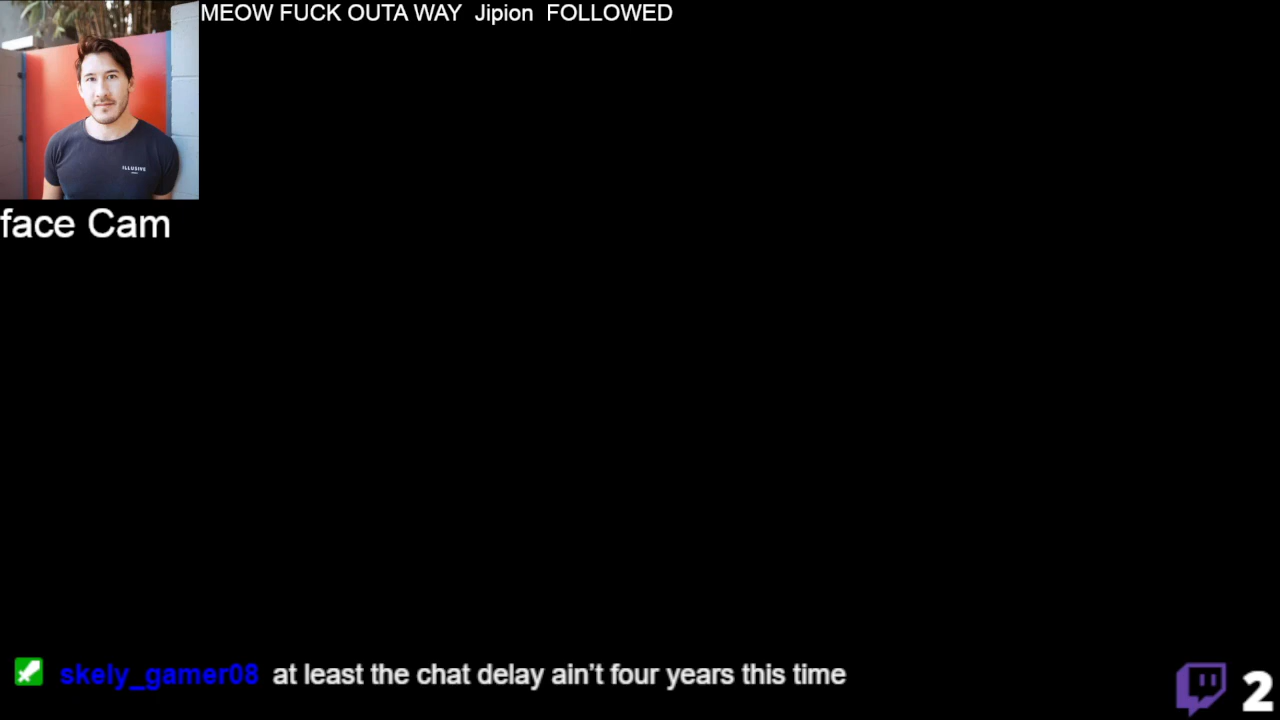 MEOW FUCK OUTA WAY Jipion FOLLOWED
ILLUSIVE
face Cam
skely_gamer08 at least the chat delay ain't four years this time
2